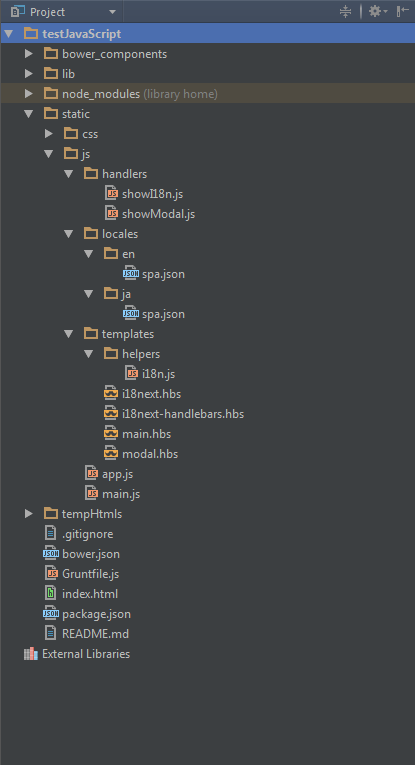 Project
testJavaScript
bower_components
lib
node_modules (library home)
static
css
js
handlers
showI18n.js
showModal.js
locales
en
spa.json
ja
spa.json
templates
helpers
i18n.js
i18next.hbs
i18next-handlebars.hbs
main.hbs
modal.hbs
app.js
main.js
tempHtmls
.gitignore
bower.json
Gruntfile.js
index.html
package.json
README.md
External Libraries